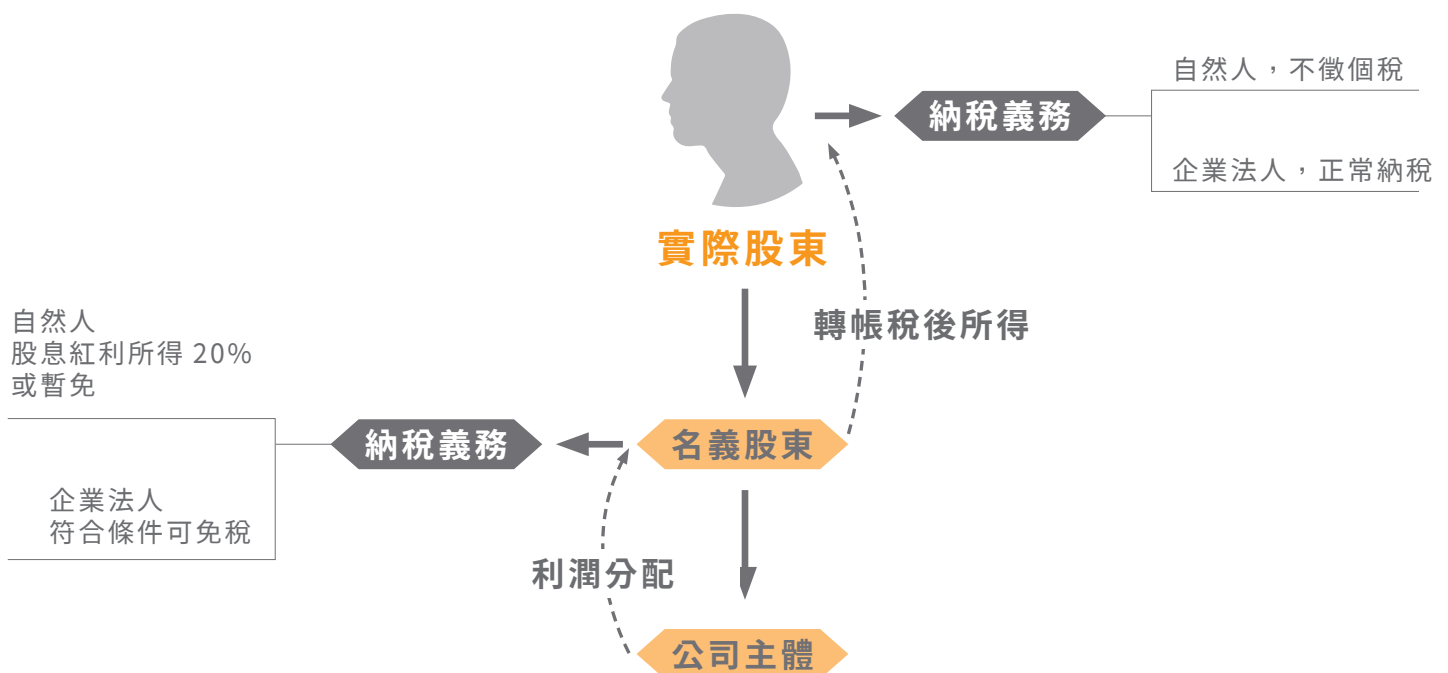 自然人，不徵個稅
納稅義務
企業法人，正常納稅
實際股東
轉帳稅後所得
自然人
股息紅利所得 20%
或暫免
納稅義務
名義股東
企業法人
符合條件可免稅
利潤分配
公司主體